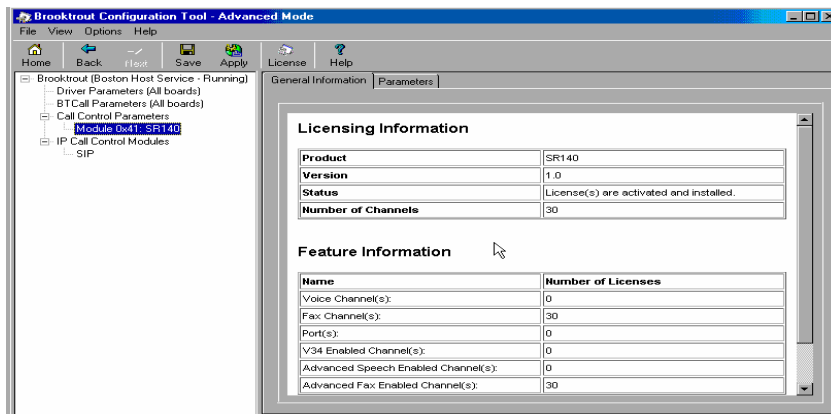 Brooktrout Configuration Tool - Advanced Mode
File View Options Help
Home Back Next Save Apply License Help
Brooktrout (Boston Host Service - Running)
Driver Parameters (All boards)
BTCall Parameters (All boards)
Call Control Parameters
Module 0x41: SR140
IP Call Control Modules
SIP
General Information Parameters
Licensing Information
Product SR140
Version 1.0
Status License(s) are activated and installed.
Number of Channels 30
Feature Information
Name Number of Licenses
Voice Channel(s): 0
Fax Channel(s): 30
Port(s): 0
V34 Enabled Channel(s): 0
Advanced Speech Enabled Channel(s): 0
Advanced Fax Enabled Channel(s): 30